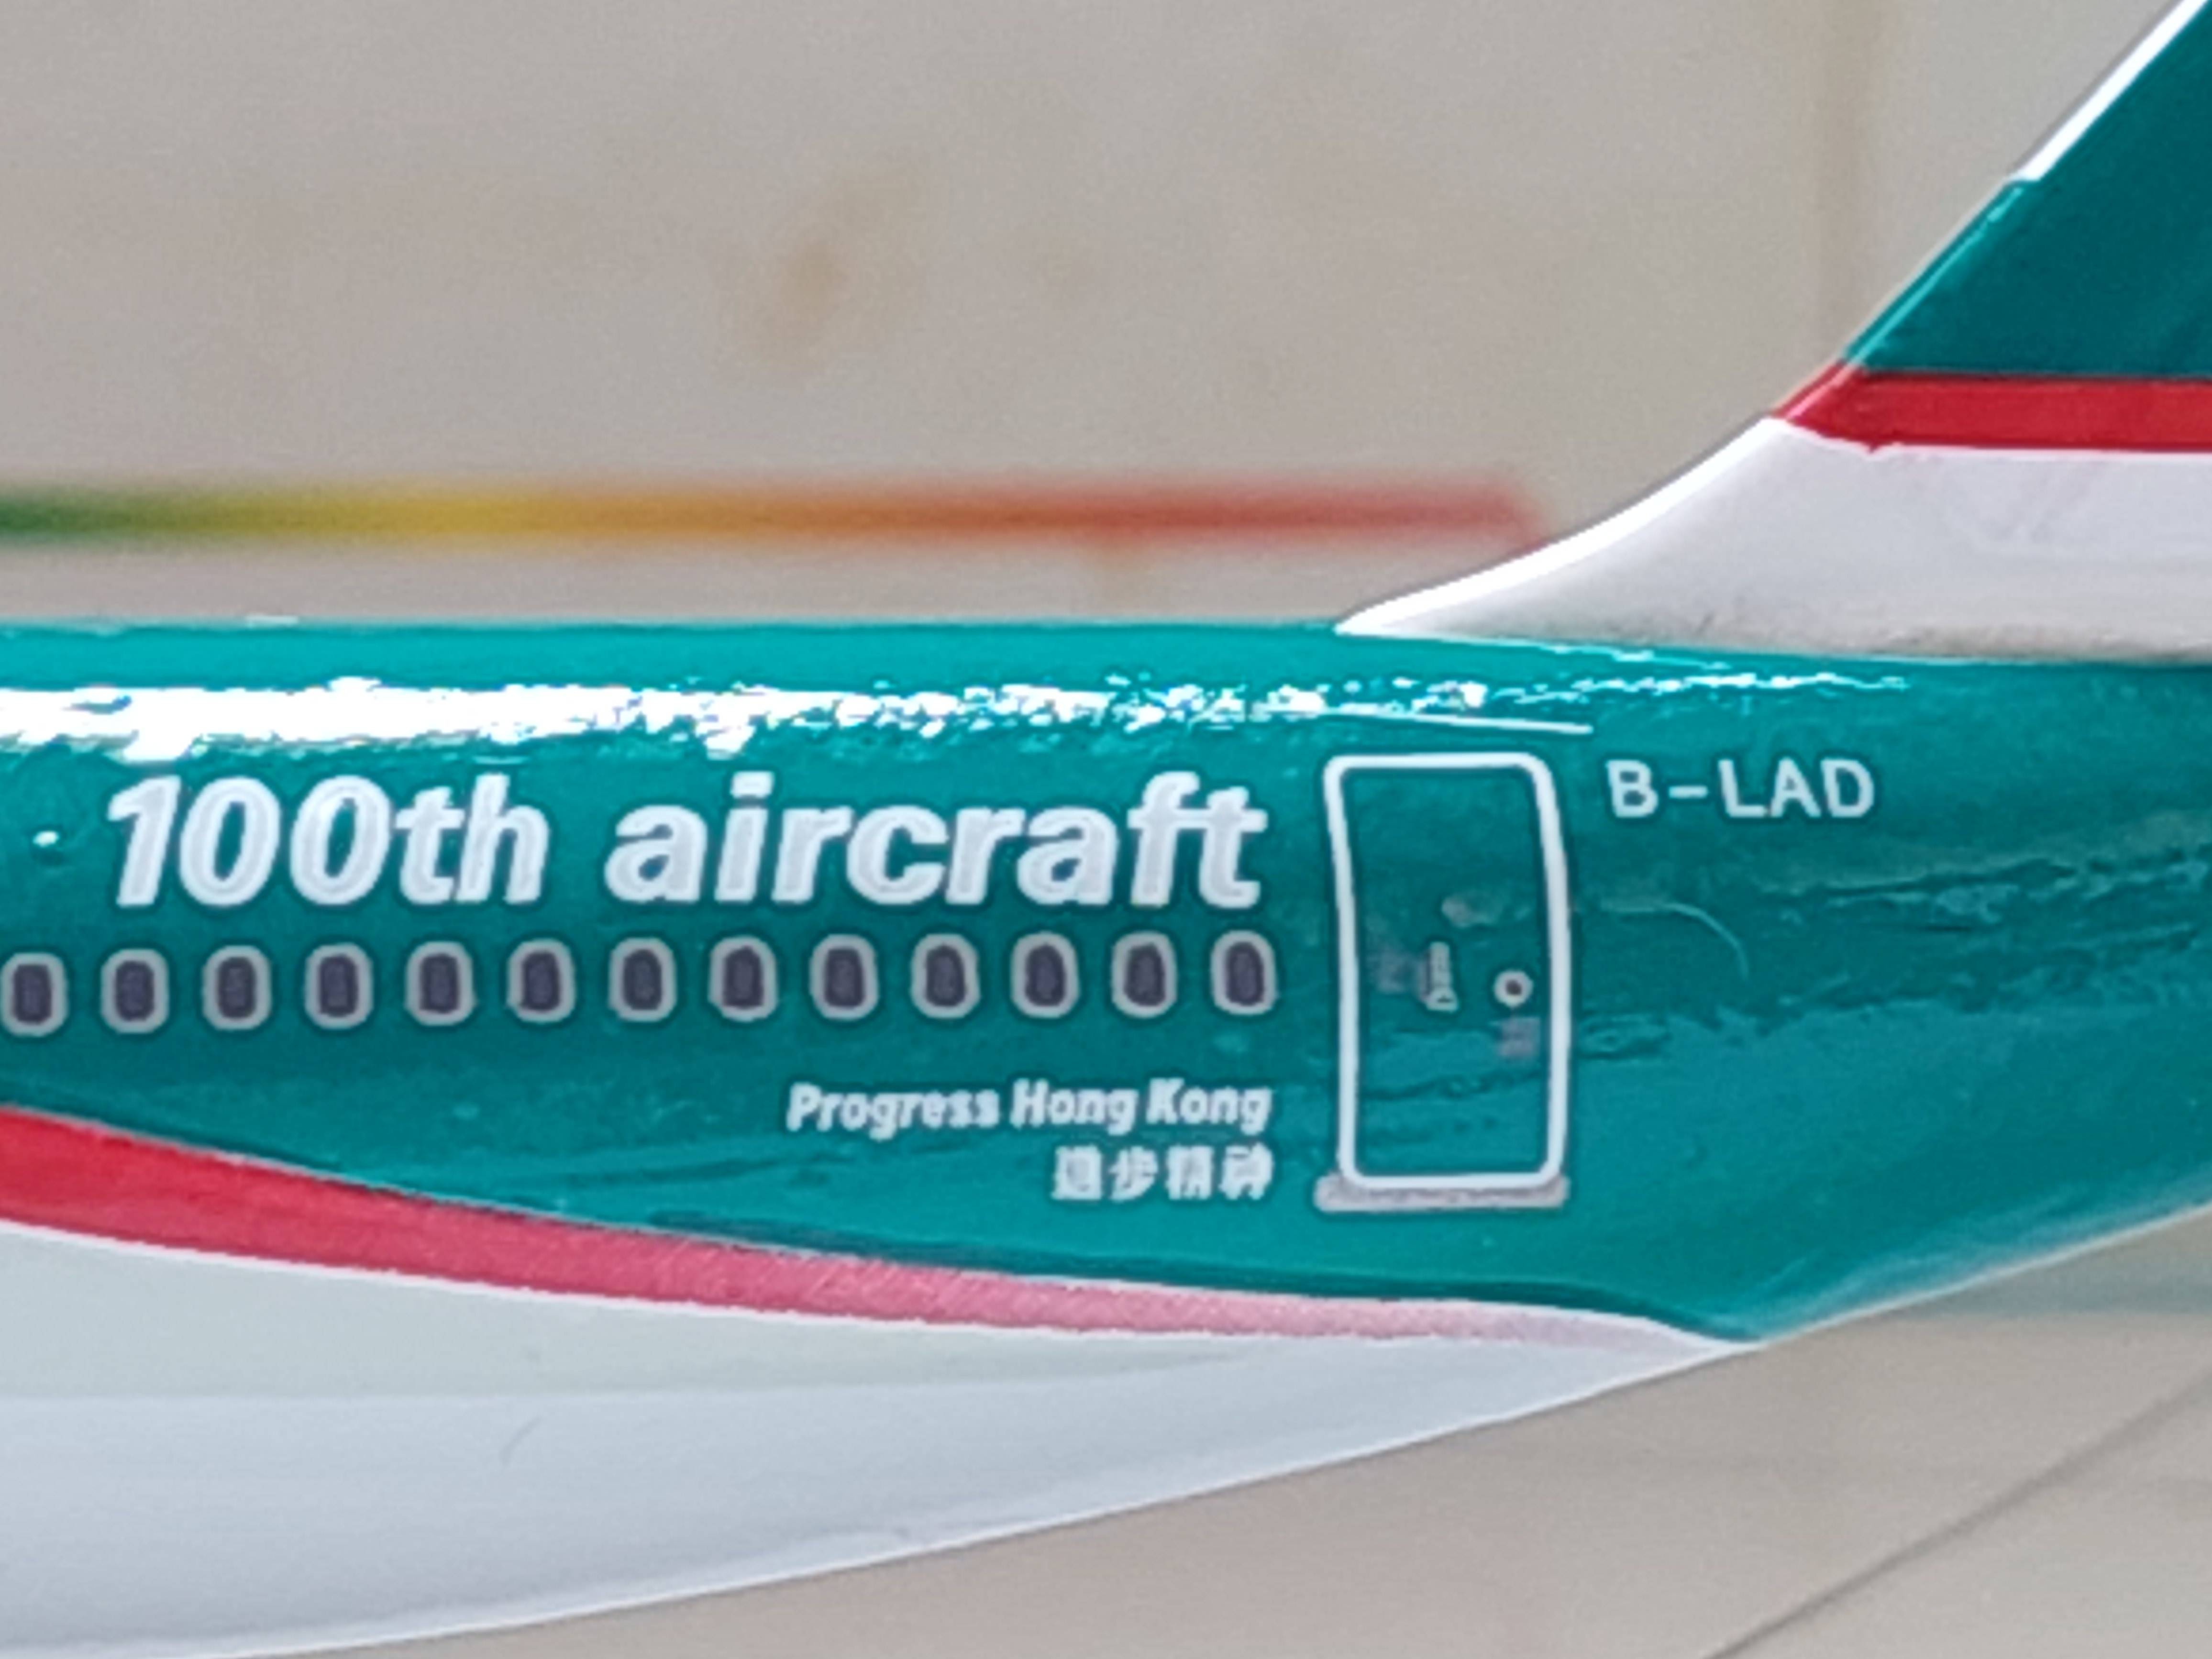 100th aircraft
B-LAD
Progress Hong Kong
進步精神